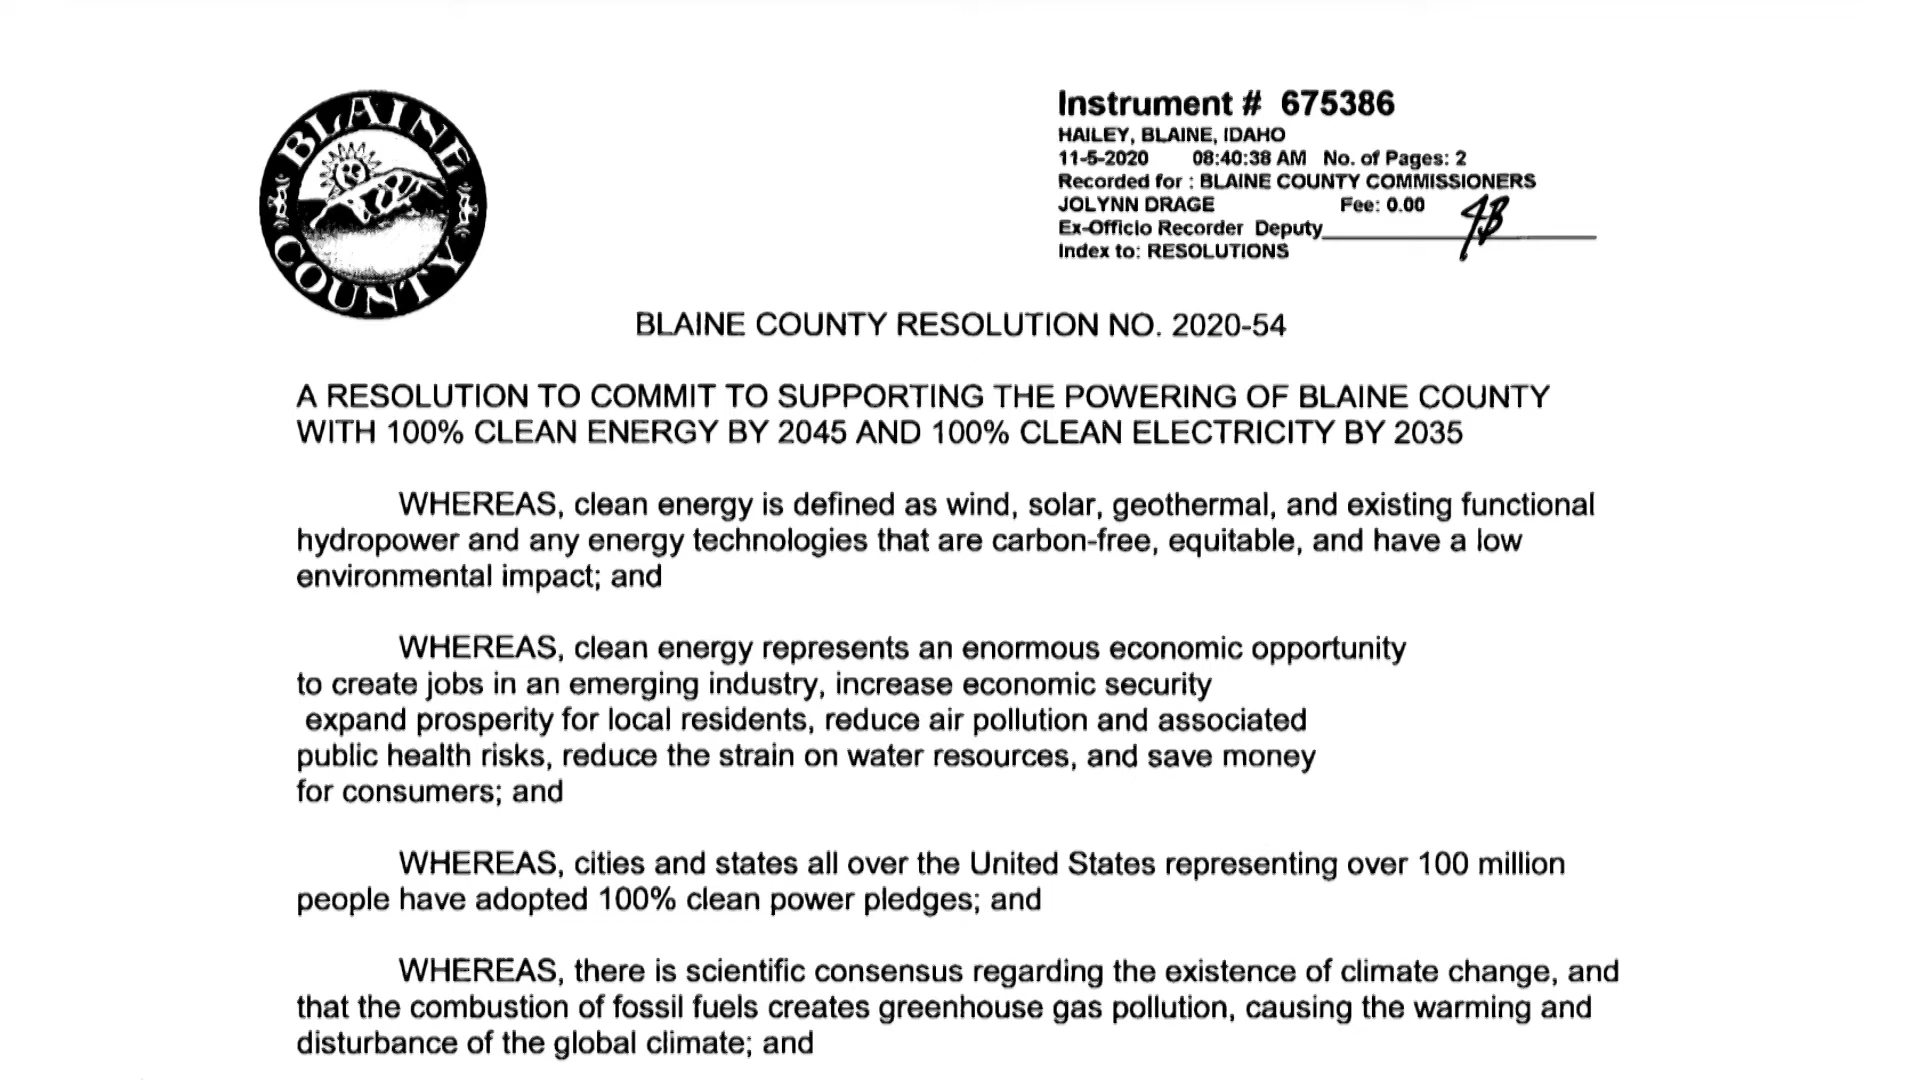 BLAINE COUNTY
Instrument # 675386
HAILEY, BLAINE, IDAHO
11-5-2020 08:40:38 AM No. of Pages: 2
Recorded for : BLAINE COUNTY COMMISSIONERS
JOLYNN DRAGE Fee: 0.00
Ex-Officio Recorder Deputy
Index to: RESOLUTIONS
BLAINE COUNTY RESOLUTION NO. 2020-54
A RESOLUTION TO COMMIT TO SUPPORTING THE POWERING OF BLAINE COUNTY
WITH 100% CLEAN ENERGY BY 2045 AND 100% CLEAN ELECTRICITY BY 2035
WHEREAS, clean energy is defined as wind, solar, geothermal, and existing functional
hydropower and any energy technologies that are carbon-free, equitable, and have a low
environmental impact; and
WHEREAS, clean energy represents an enormous economic opportunity
to create jobs in an emerging industry, increase economic security
expand prosperity for local residents, reduce air pollution and associated
public health risks, reduce the strain on water resources, and save money
for consumers; and
WHEREAS, cities and states all over the United States representing over 100 million
people have adopted 100% clean power pledges; and
WHEREAS, there is scientific consensus regarding the existence of climate change, and
that the combustion of fossil fuels creates greenhouse gas pollution, causing the warming and
disturbance of the global climate; and